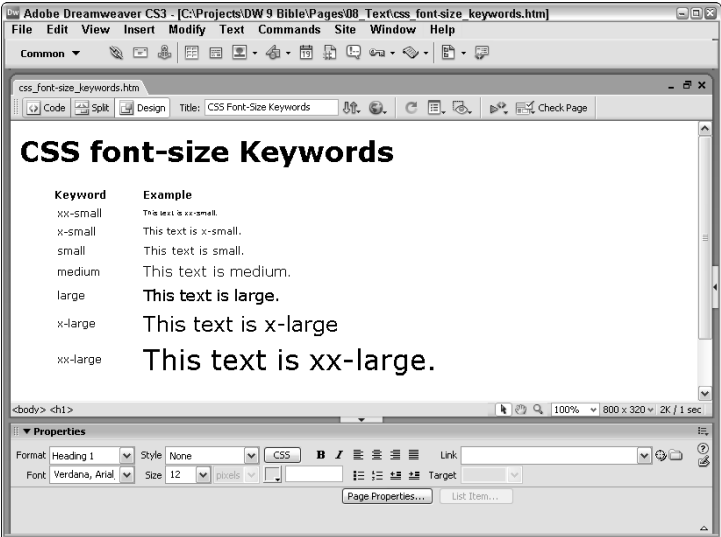 Dw Adobe Dreamweaver CS3 - [C:\Projects\DW 9 Bible\Pages\08_Text\css_font-size_keywords.htm]
File Edit View Insert Modify Text Commands Site Window Help
Common
19
css_font-size_keywords.htm
Code Split Design Title: CSS Font-Size Keywords Check Page
CSS font-size Keywords
Keyword Example
xx-small This text is xx-small.
x-small This text is x-small.
small This text is small.
medium This text is medium.
large This text is large.
x-large This text is x-large
xx-large This text is xx-large.
<body> <h1> 100% 800 x 320 2K / 1 sec
Properties
Format Heading 1 Style None CSS B I Link
Font Verdana, Arial, Size 12 pixels Target
Page Properties... List Item...